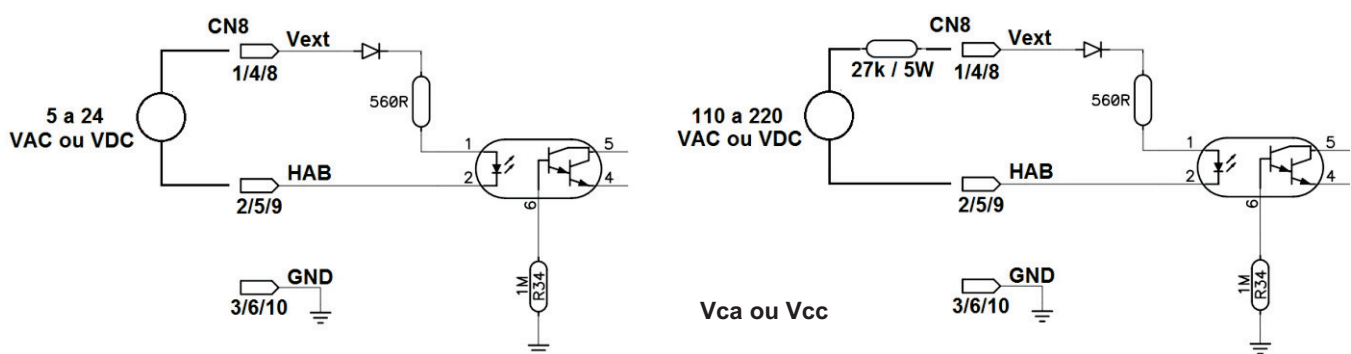 CN8
Vext
1/4/8
560R
5 a 24
VAC ou VDC
1
5
2
4
HAB
2/5/9
6
GND
3/6/10
1M
R34
CN8
Vext
27k / 5W
1/4/8
560R
110 a 220
VAC ou VDC
1
5
2
4
HAB
2/5/9
6
GND
3/6/10
1M
R34
Vca ou Vcc